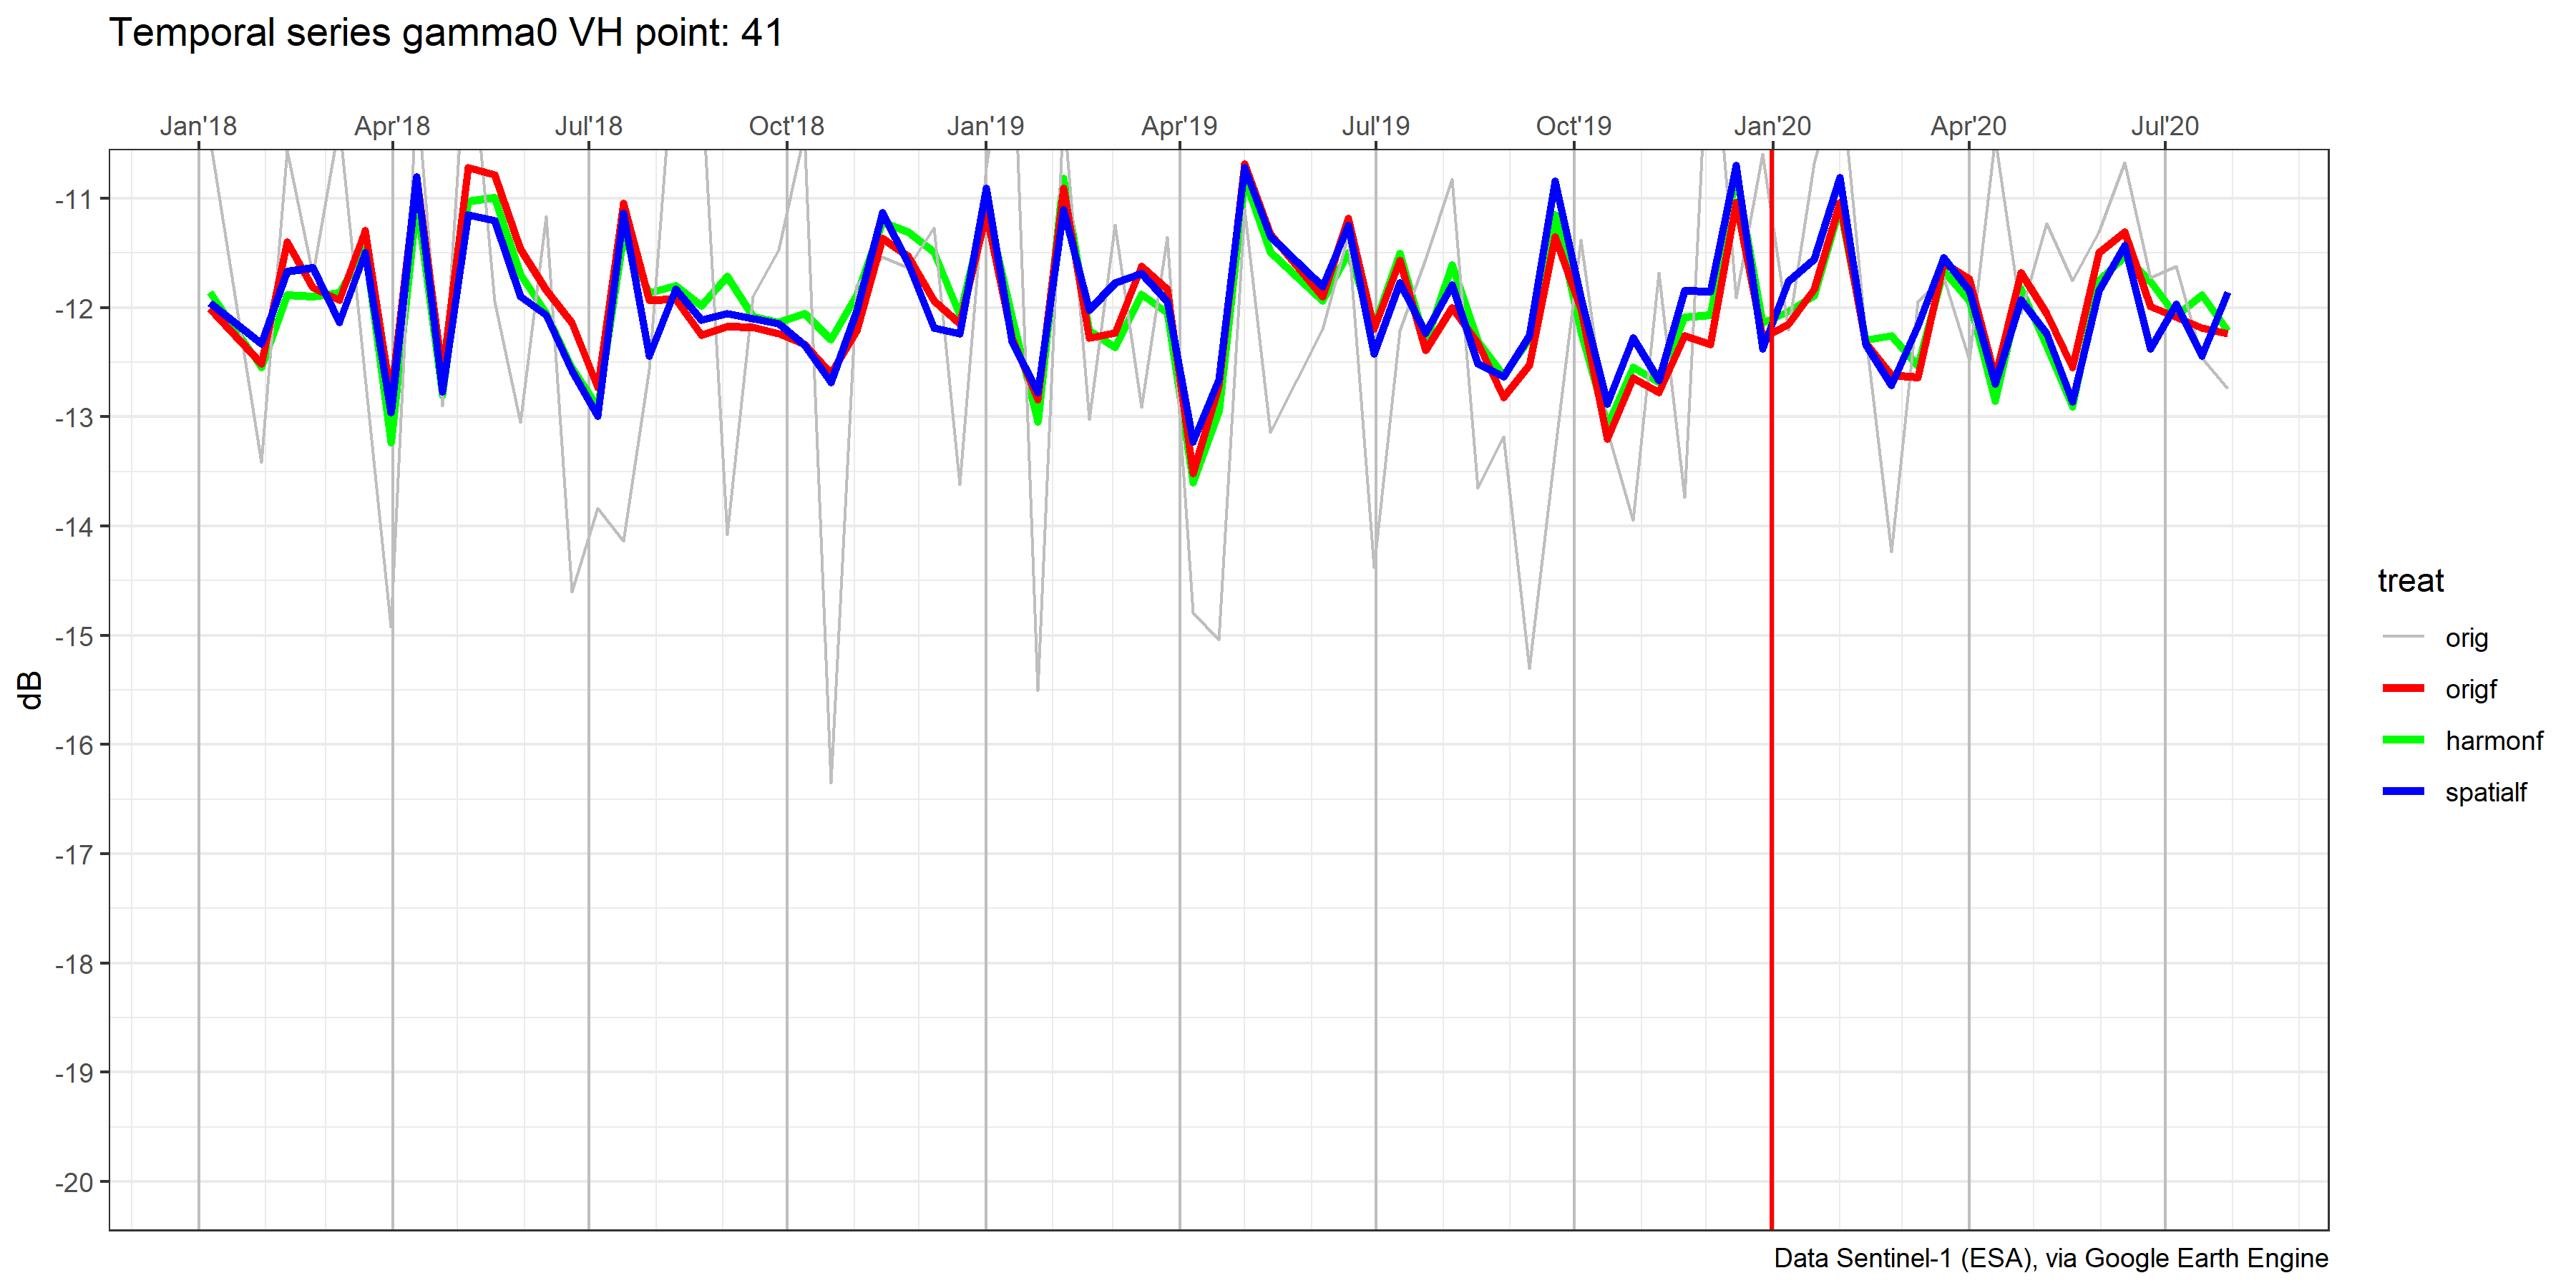 Temporal series gamma0 VH point: 41
Jan'18 Apr'18 Jul'18 Oct'18 Jan'19 Apr'19 Jul'19 Oct'19 Jan'20 Apr'20 Jul'20
-11
-12
-13
-14
-15
-16
-17
-18
-19
-20
dB
treat
orig
origf
harmonf
spatialf
Data Sentinel-1 (ESA), via Google Earth Engine